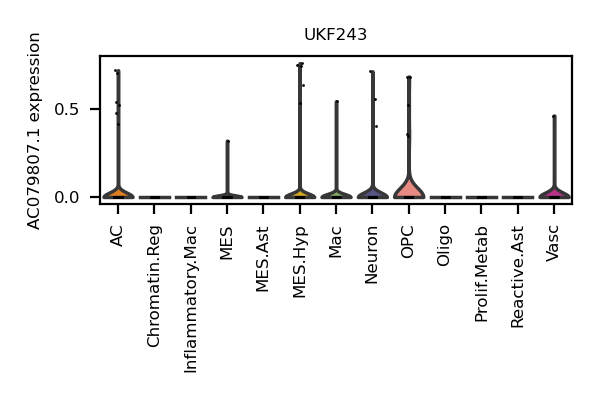 UKF243
AC079807.1 expression
0.5
0.0
AC
Chromatin.Reg
Inflammatory.Mac
MES
MES.Ast
MES.Hyp
Mac
Neuron
OPC
Oligo
Prolif.Metab
Reactive.Ast
Vasc